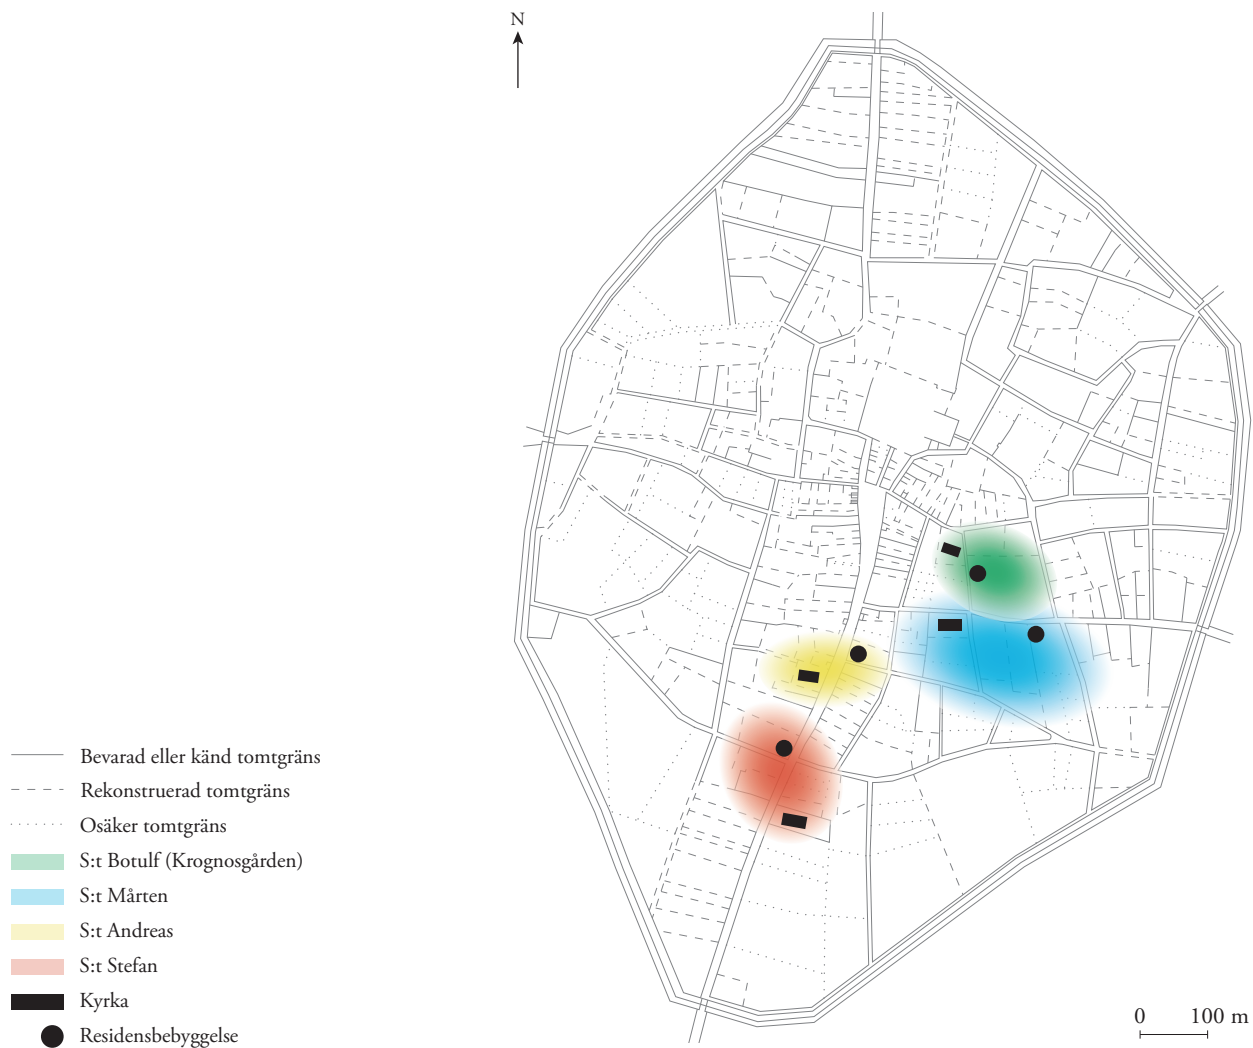 N
Bevarad eller känd tomtgräns
Rekonstruerad tomtgräns
Osäker tomtgräns
S:t Botulf (Krognosgården)
S:t Mårten
S:t Andreas
S:t Stefan
Kyrka
Residensbebyggelse
0 100 m